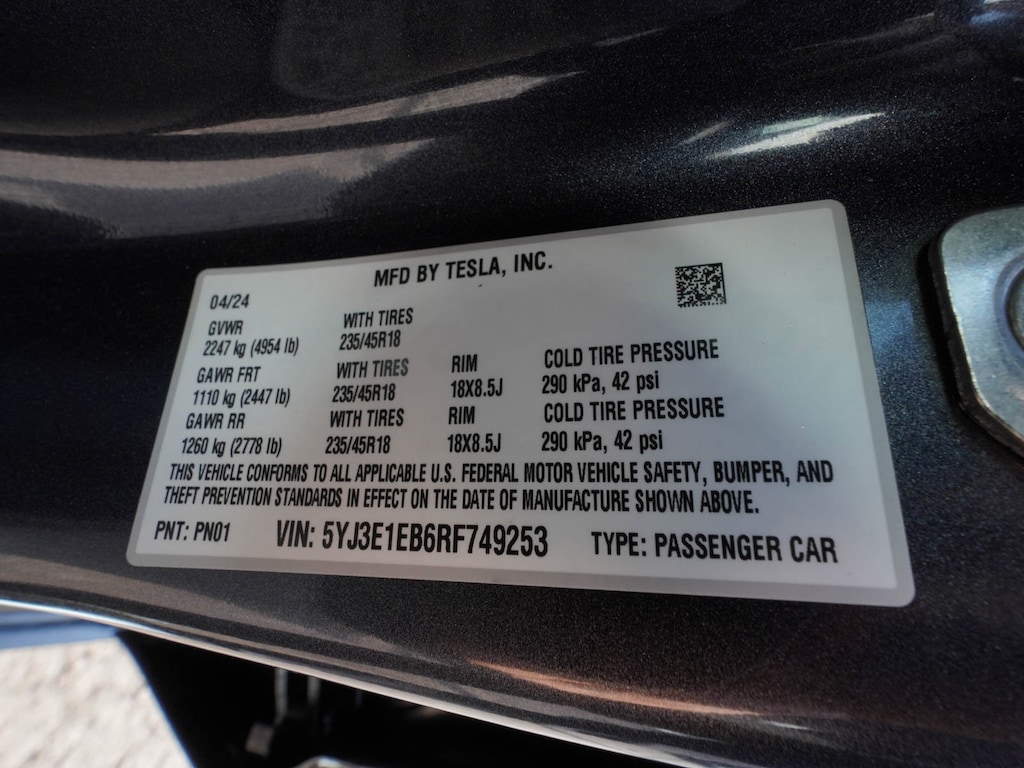 MFD BY TESLA, INC.
04/24
GVWR WITH TIRES
2247 kg (4954 lb) 235/45R18
GAWR FRT WITH TIRES RIM COLD TIRE PRESSURE
1110 kg (2447 lb) 235/45R18 18X8.5J 290 kPa, 42 psi
GAWR RR WITH TIRES RIM COLD TIRE PRESSURE
1260 kg (2778 lb) 235/45R18 18X8.5J 290 kPa, 42 psi
THIS VEHICLE CONFORMS TO ALL APPLICABLE U.S. FEDERAL MOTOR VEHICLE SAFETY, BUMPER, AND
THEFT PREVENTION STANDARDS IN EFFECT ON THE DATE OF MANUFACTURE SHOWN ABOVE.
PNT: PN01 VIN: 5YJ3E1EB6RF749253 TYPE: PASSENGER CAR